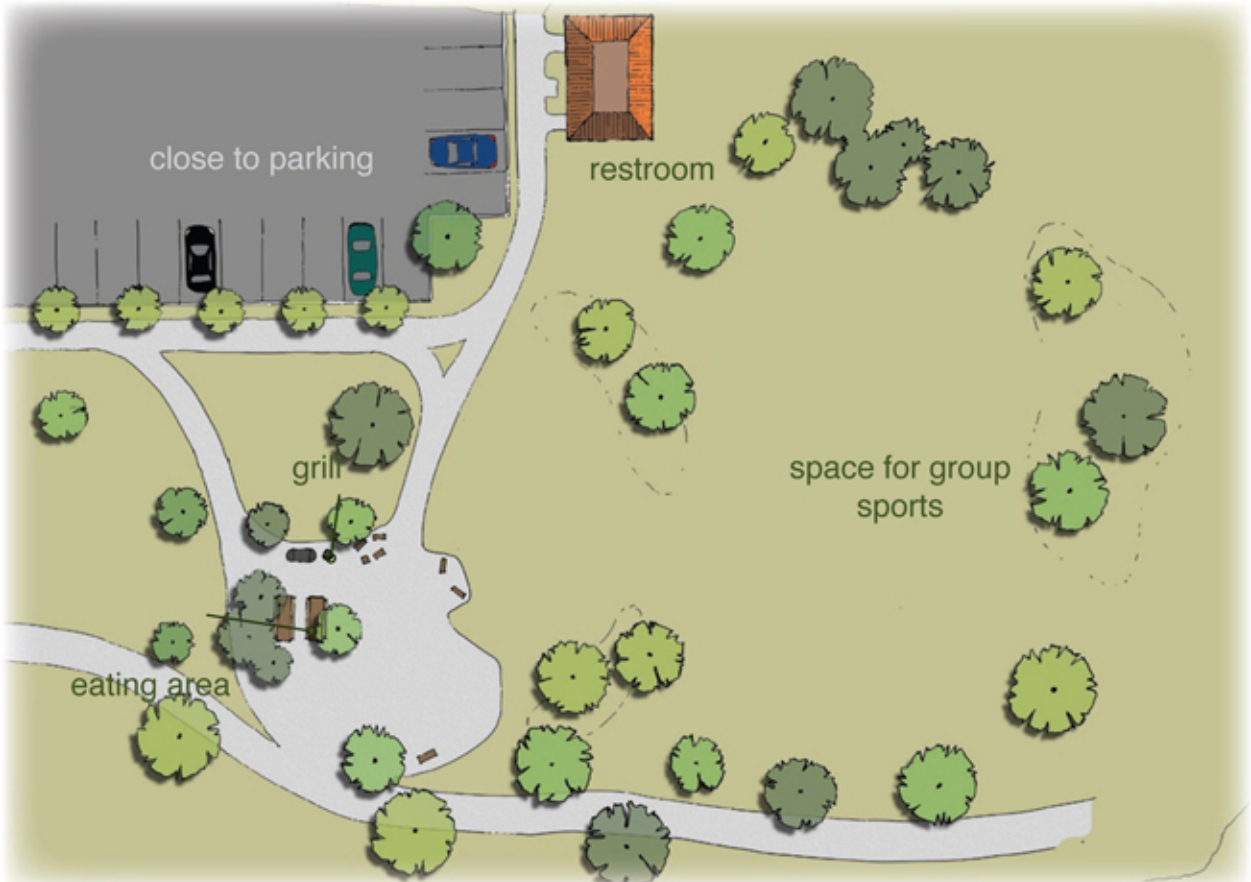 close to parking
restroom
grill
space for group
sports
eating area